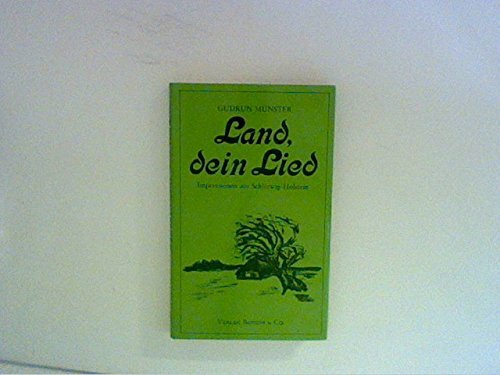 GUDRUN MÜNSTER
Land,
dein Lied
Impressionen aus Schleswig-Holstein
VERLAG BOYENS & CO.